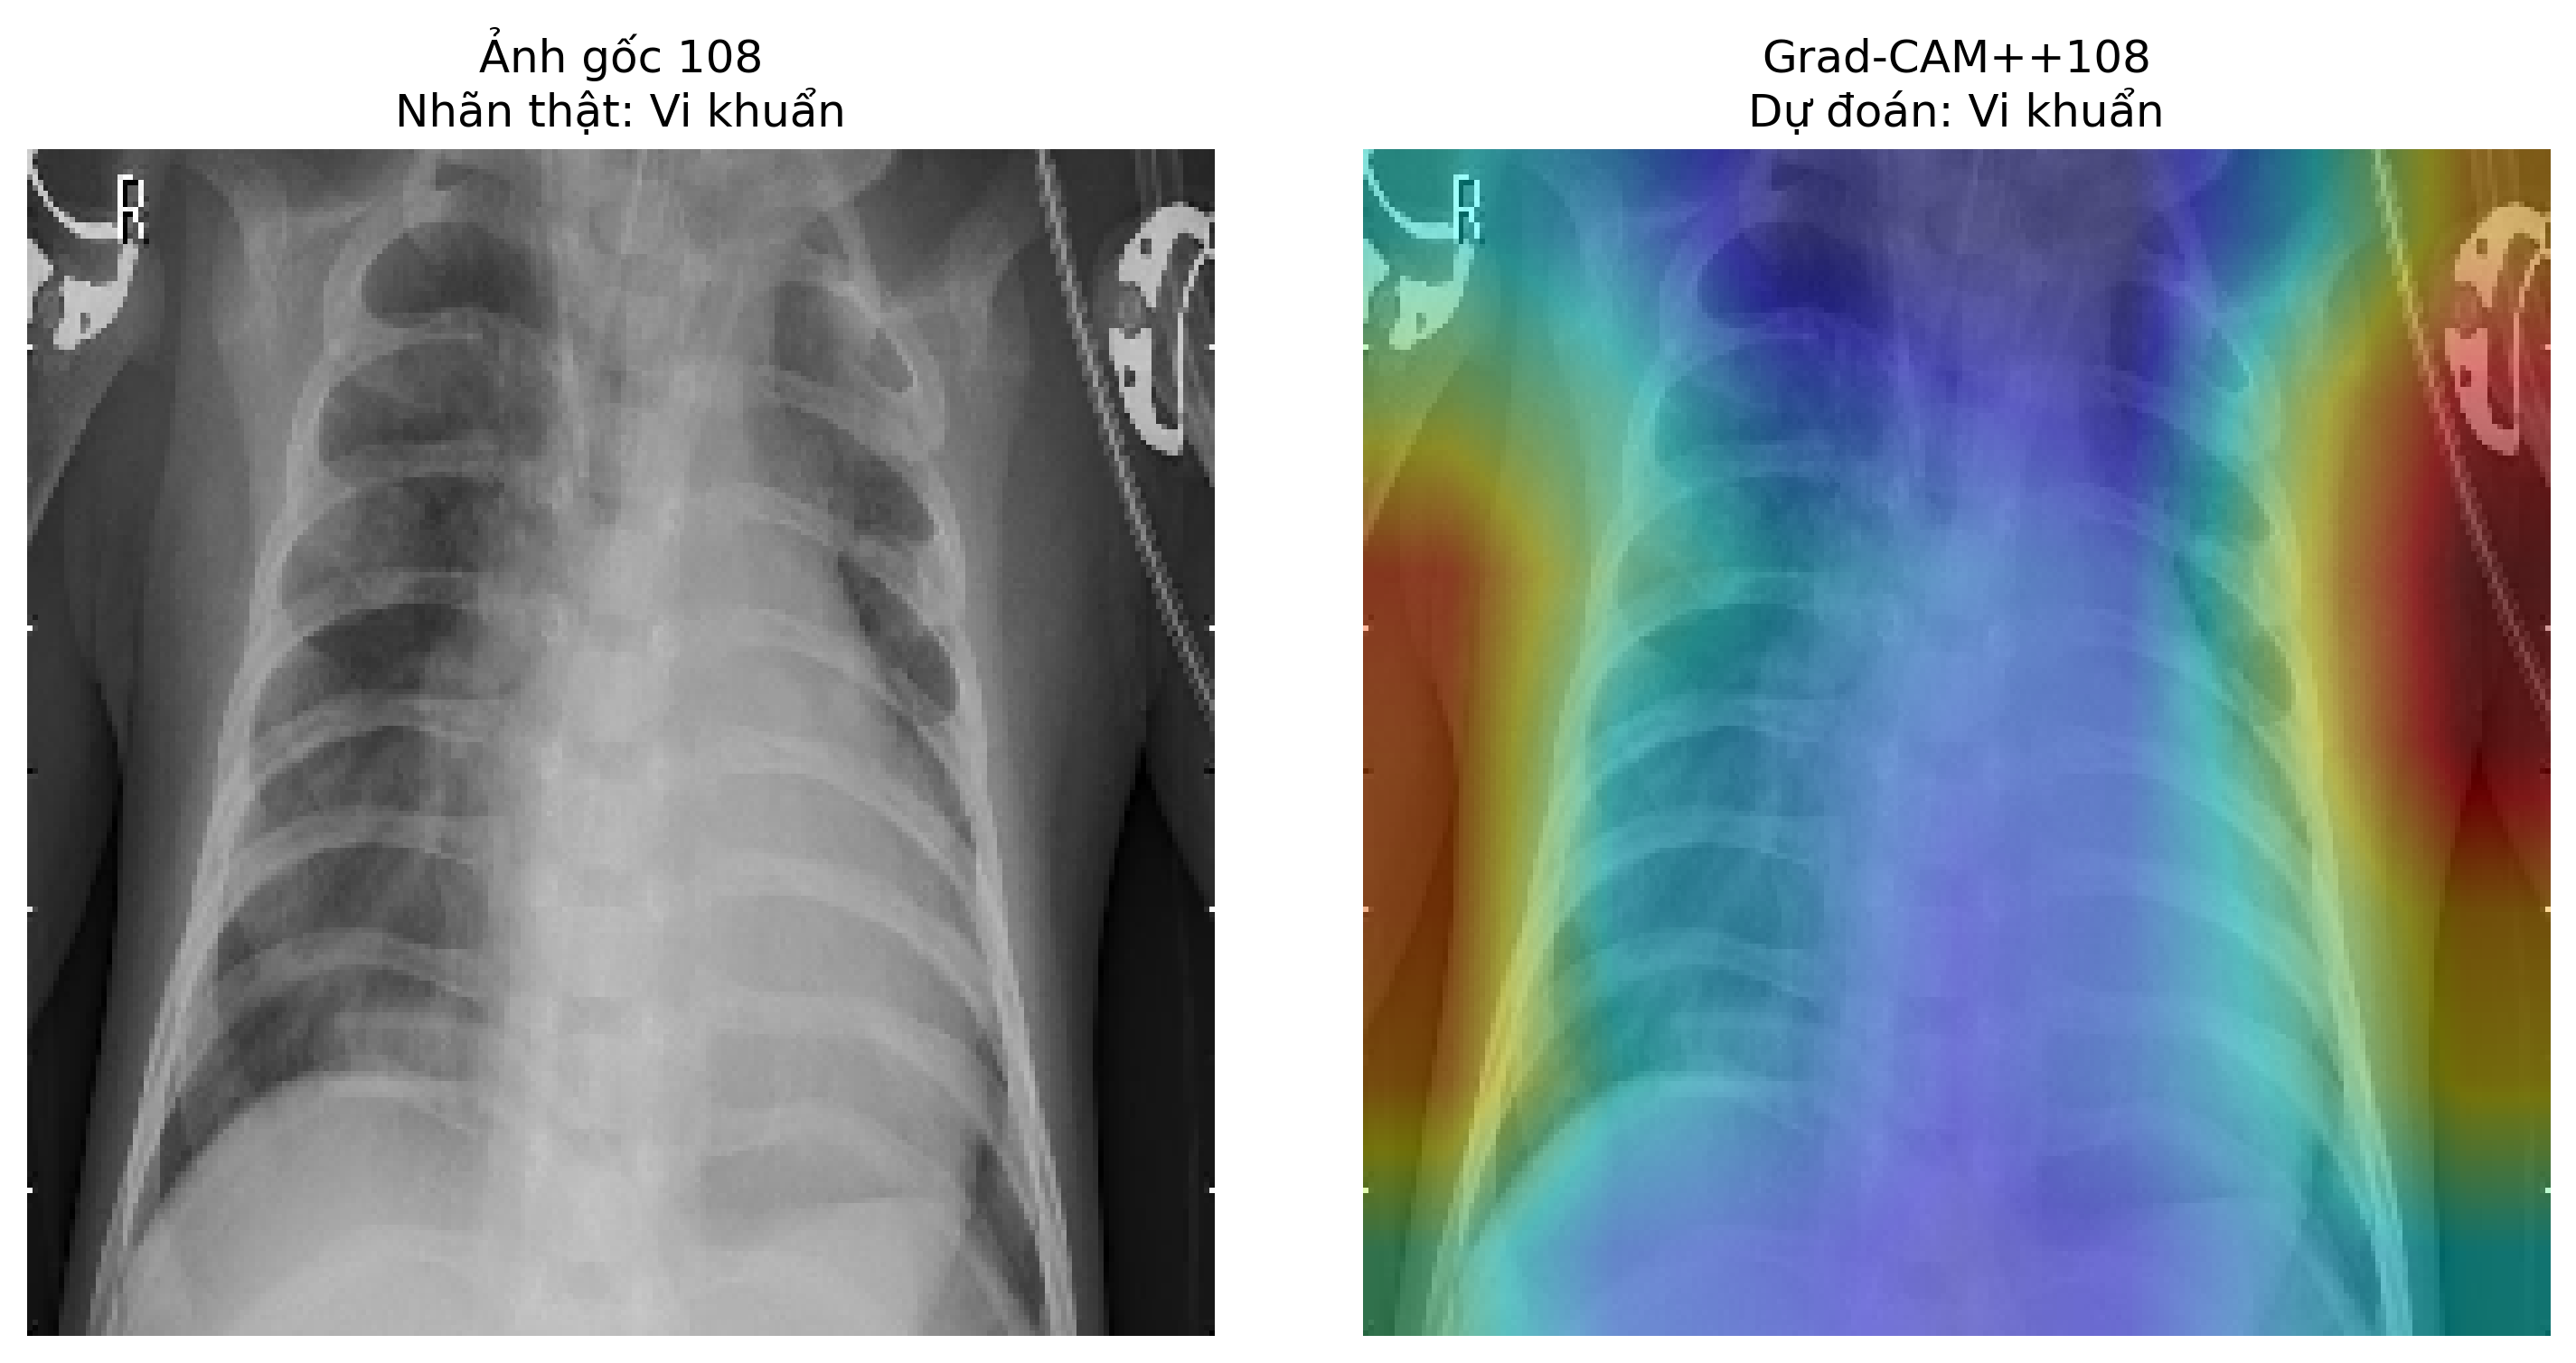 Ảnh gốc 108
Nhãn thật: Vi khuẩn
Grad-CAM++108
Dự đoán: Vi khuẩn
R